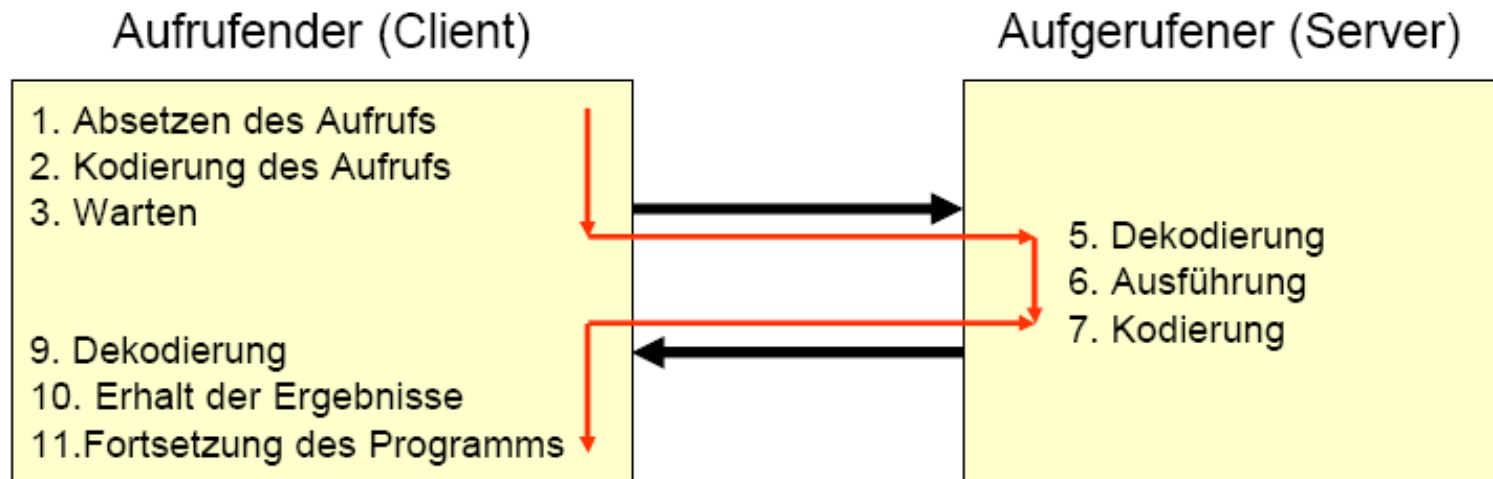 Aufrufender (Client)
Aufgerufener (Server)
1. Absetzen des Aufrufs
2. Kodierung des Aufrufs
3. Warten
5. Dekodierung
6. Ausführung
7. Kodierung
9. Dekodierung
10. Erhalt der Ergebnisse
11.Fortsetzung des Programms